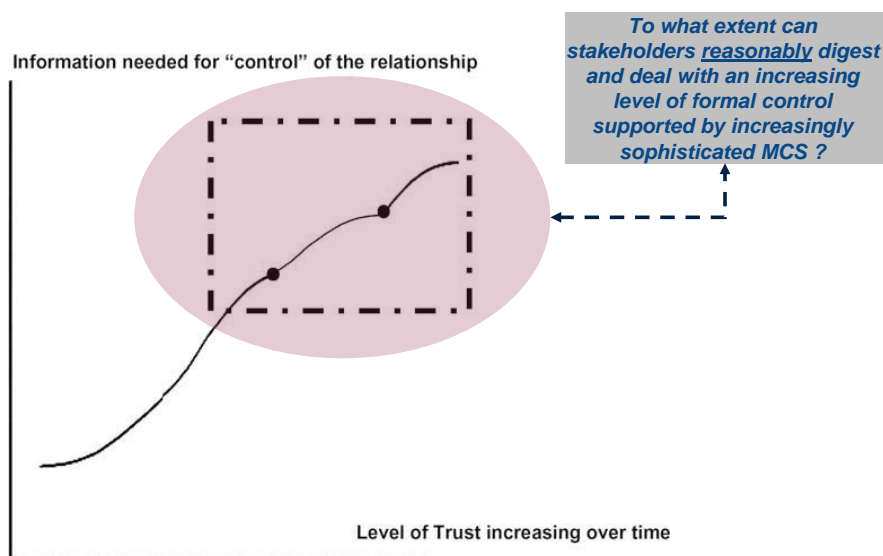 To what extent can
stakeholders reasonably digest
and deal with an increasing
level of formal control
supported by increasingly
sophisticated MCS ?
Information needed for “control” of the relationship
Level of Trust increasing over time